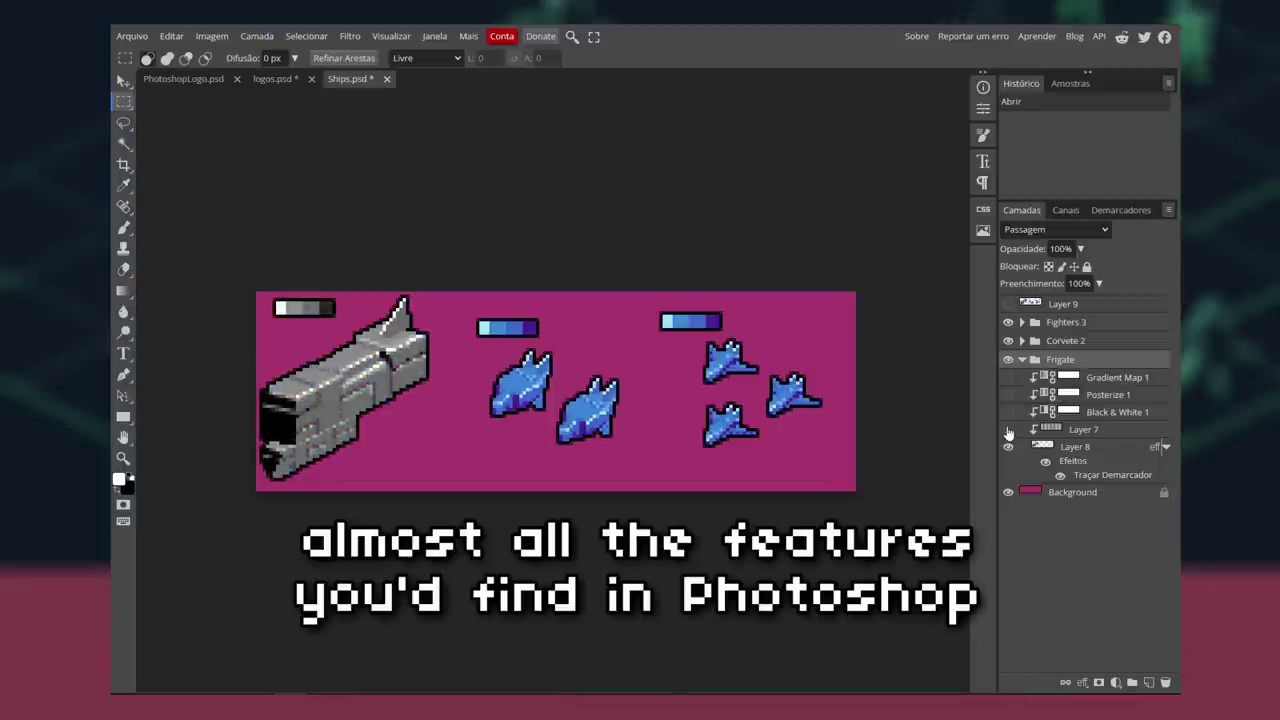 Arquivo Editar Imagem Camada Selecionar Filtro Visualizar Janela Mais Conta Donate
Sobre Reportar um erro Aprender Blog API
Difusão: 0 px Refinar Arestas Livre L: 0 A: 0
PhotoshopLogo.psd logos.psd * Ships.psd *
Histórico Amostras
Abrir
CSS
Camadas Canais Demarcadores
Passagem
Opacidade: 100%
Bloquear:
Preenchimento: 100%
Layer 9
Fighters 3
Corvete 2
Frigate
Gradient Map 1
Posterize 1
Black & White 1
Layer 7
Layer 8 eff
Efeitos
Traçar Demarcador
Background
almost all the features
you'd find in Photoshop
eff